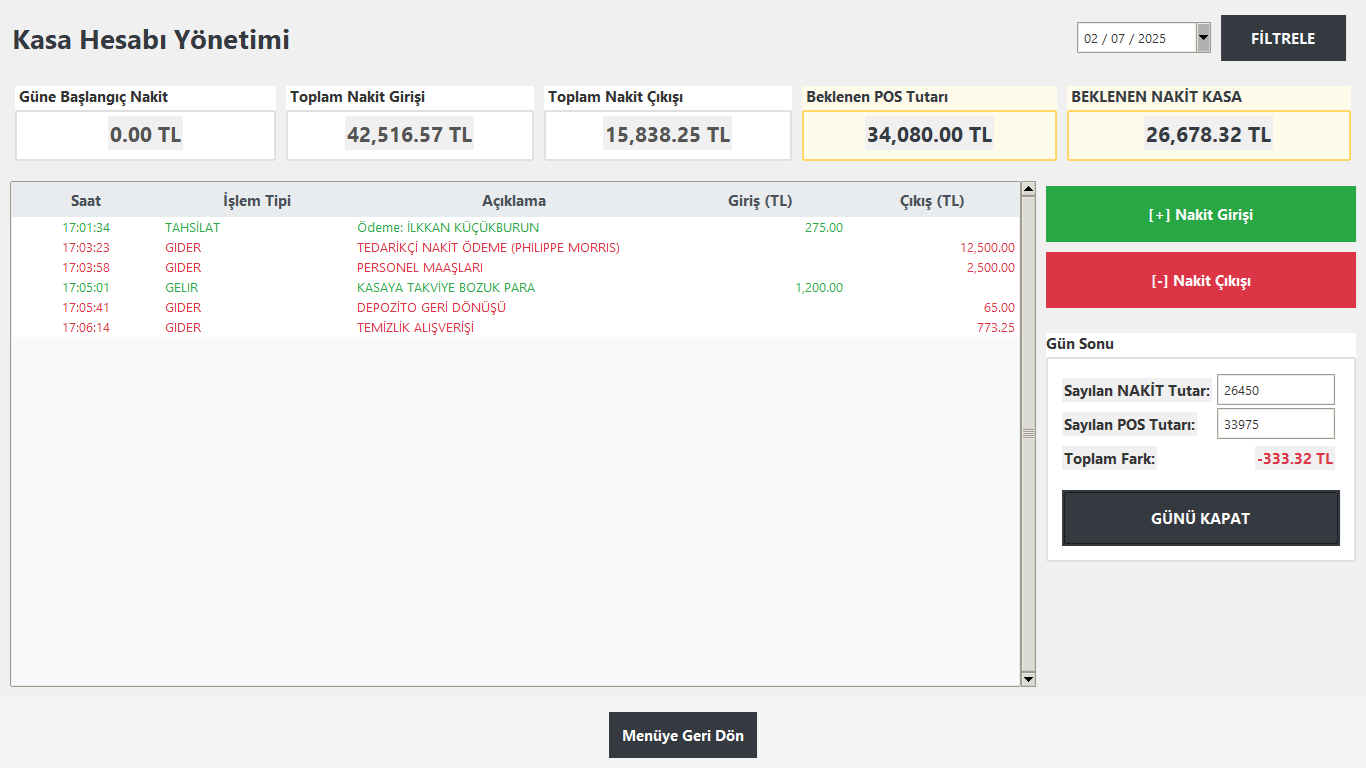 Kasa Hesabı Yönetimi
02 / 07 / 2025
FİLTRELE
Güne Başlangıç Nakit
Toplam Nakit Girişi
Toplam Nakit Çıkışı
Beklenen POS Tutarı
BEKLENEN NAKİT KASA
0.00 TL
42,516.57 TL
15,838.25 TL
34,080.00 TL
26,678.32 TL
Saat İşlem Tipi Açıklama Giriş (TL) Çıkış (TL)
17:01:34 TAHSİLAT Ödeme: İLKKAN KÜÇÜKBURUN 275.00
17:03:23 GIDER TEDARİKÇİ NAKİT ÖDEME (PHILIPPE MORRIS) 12,500.00
17:03:58 GIDER PERSONEL MAAŞLARI 2,500.00
17:05:01 GELIR KASAYA TAKVİYE BOZUK PARA 1,200.00
17:05:41 GIDER DEPOZİTO GERİ DÖNÜŞÜ 65.00
17:06:14 GIDER TEMİZLİK ALIŞVERİŞİ 773.25
[+] Nakit Girişi
[-] Nakit Çıkışı
Gün Sonu
Sayılan NAKİT Tutar: 26450
Sayılan POS Tutarı: 33975
Toplam Fark: -333.32 TL
GÜNÜ KAPAT
Menüye Geri Dön